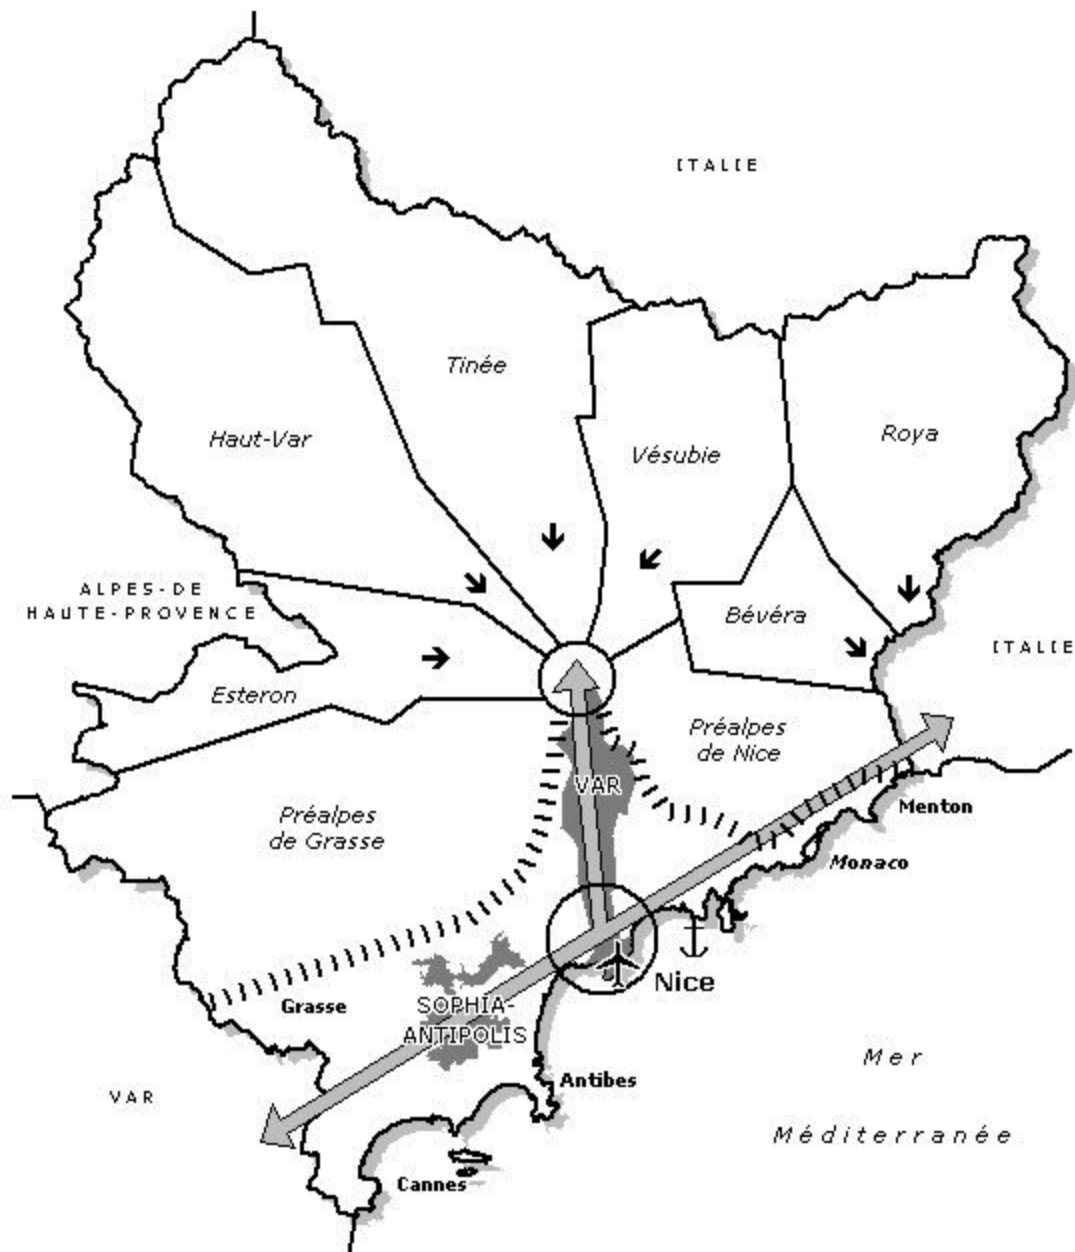 ITALIE
Tinée
Haut-Var
Vésubie
Roya
ALPES-DE
HAUTE-PROVENCE
Bévéra
ITALIE
Esteron
Préalpes
de Nice
VAR
Préalpes
de Grasse
Menton
Monaco
Nice
Grasse
SOPHIA-
ANTIPOLIS
Mer
Méditerranée
Antibes
VAR
Cannes